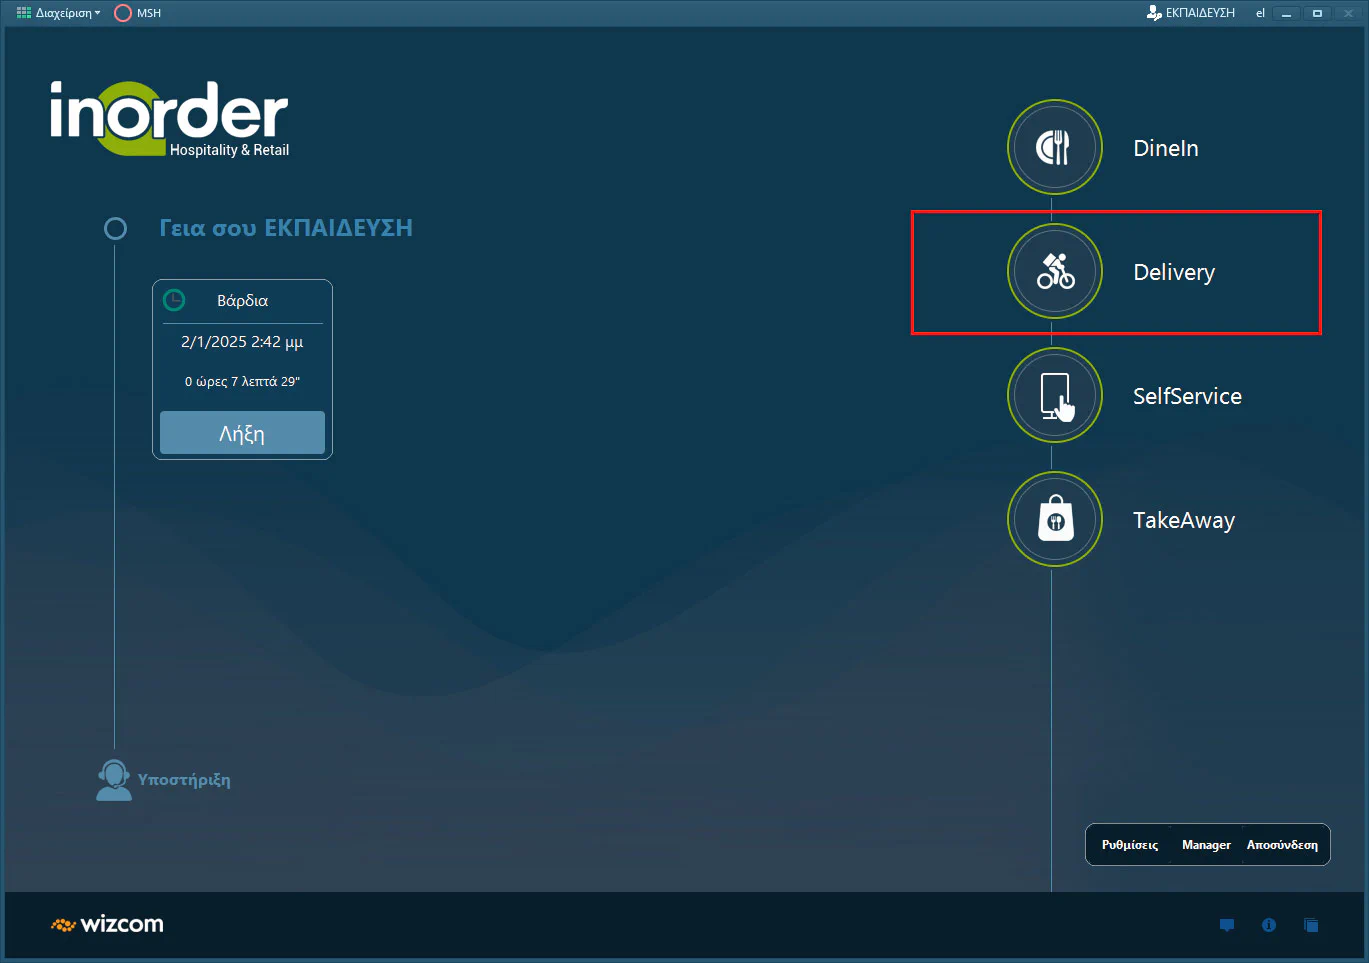 Διαχείριση MSH
ΕΚΠΑΙΔΕΥΣΗ el
inorder
Hospitality & Retail
Γεια σου ΕΚΠΑΙΔΕΥΣΗ
Βάρδια
2/1/2025 2:42 μμ
0 ώρες 7 λεπτά 29"
Λήξη
Υποστήριξη
DineIn
Delivery
SelfService
TakeAway
Ρυθμίσεις Manager Αποσύνδεση
wizcom